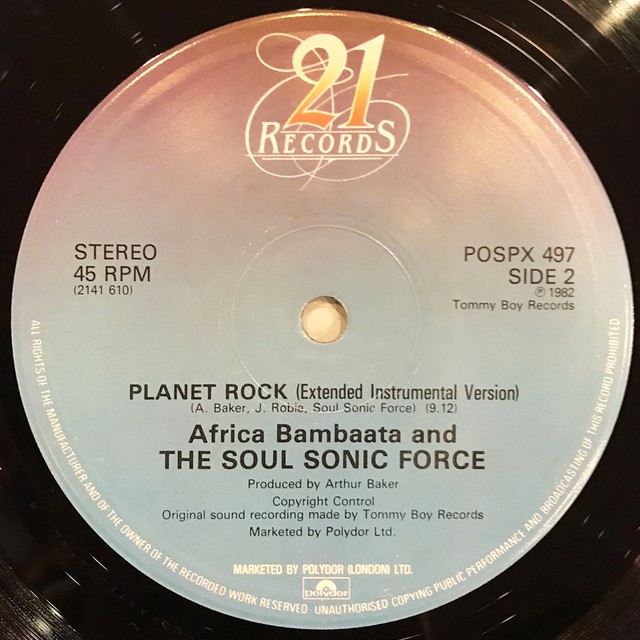 21
RECORDS
STEREO
45 RPM
(2141 610)
POSPX 497
SIDE 2
℗ 1982
Tommy Boy Records
PLANET ROCK (Extended Instrumental Version)
(A. Baker, J. Robie, Soul Sonic Force) (9.12)
Africa Bambaata and
THE SOUL SONIC FORCE
Produced by Arthur Baker
Copyright Control
Original sound recording made by Tommy Boy Records
Marketed by Polydor Ltd.
MARKETED BY POLYDOR (LONDON) LTD.
polydor
ALL RIGHTS OF THE MANUFACTURER AND OF THE OWNER OF THE RECORDED WORK RESERVED UNAUTHORISED COPYING PUBLIC PERFORMANCE AND BROADCASTING OF THIS RECORD PROHIBITED